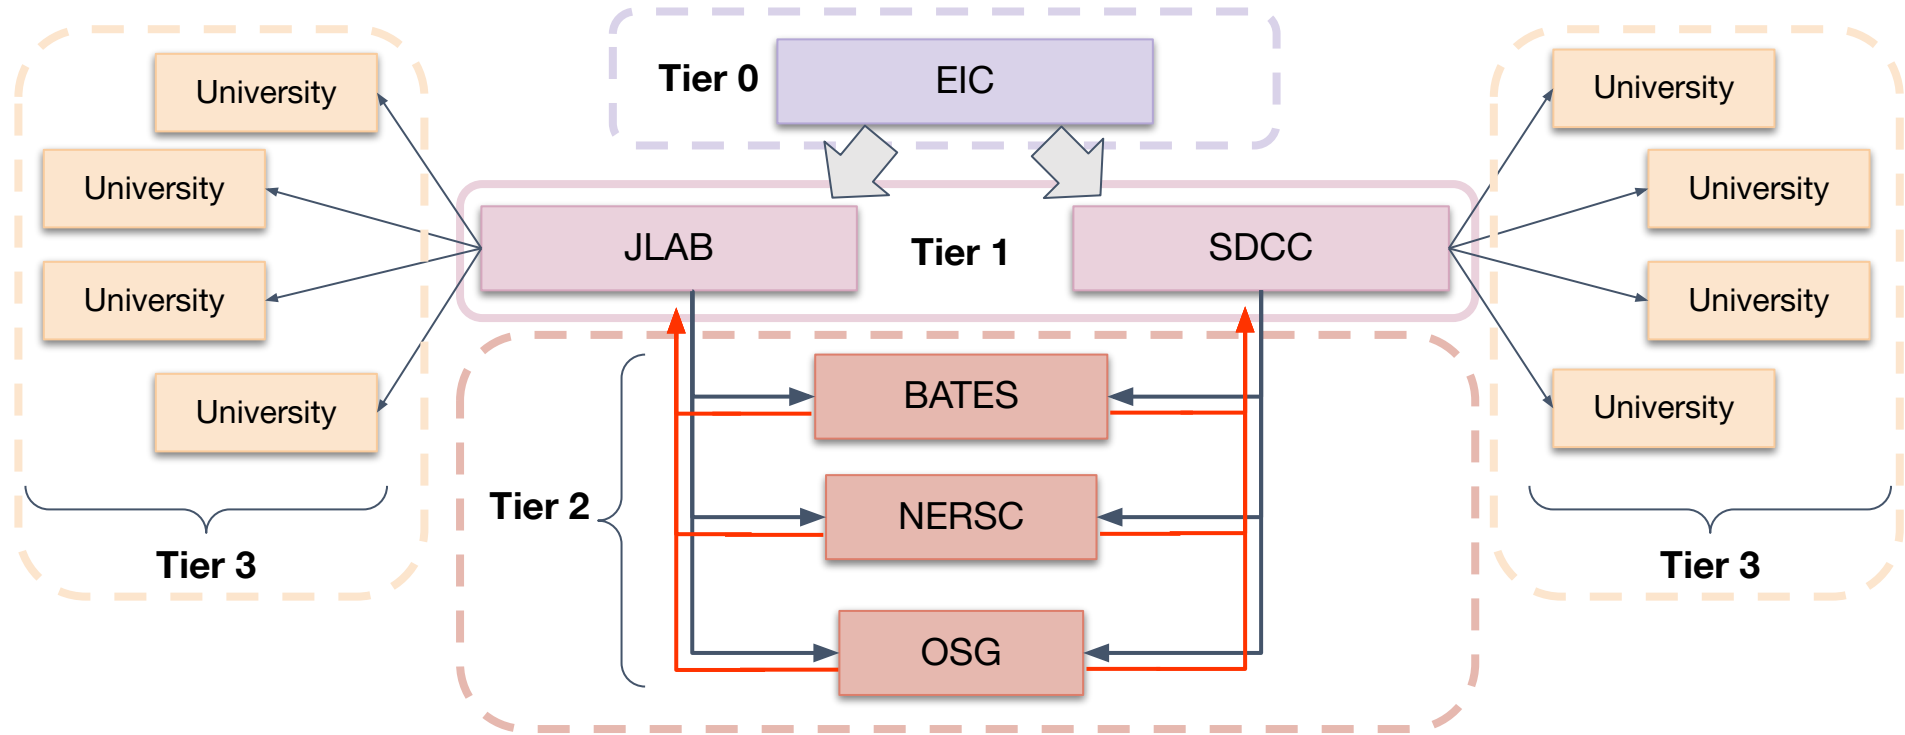 Tier 0
EIC
JLAB
Tier 1
SDCC
University
University
University
University
Tier 3
Tier 2
BATES
NERSC
OSG
University
University
University
University
Tier 3